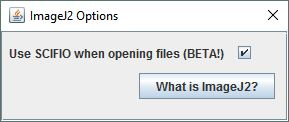 ImageJ2 Options
Use SCIFIO when opening files (BETA!)
What is ImageJ2?